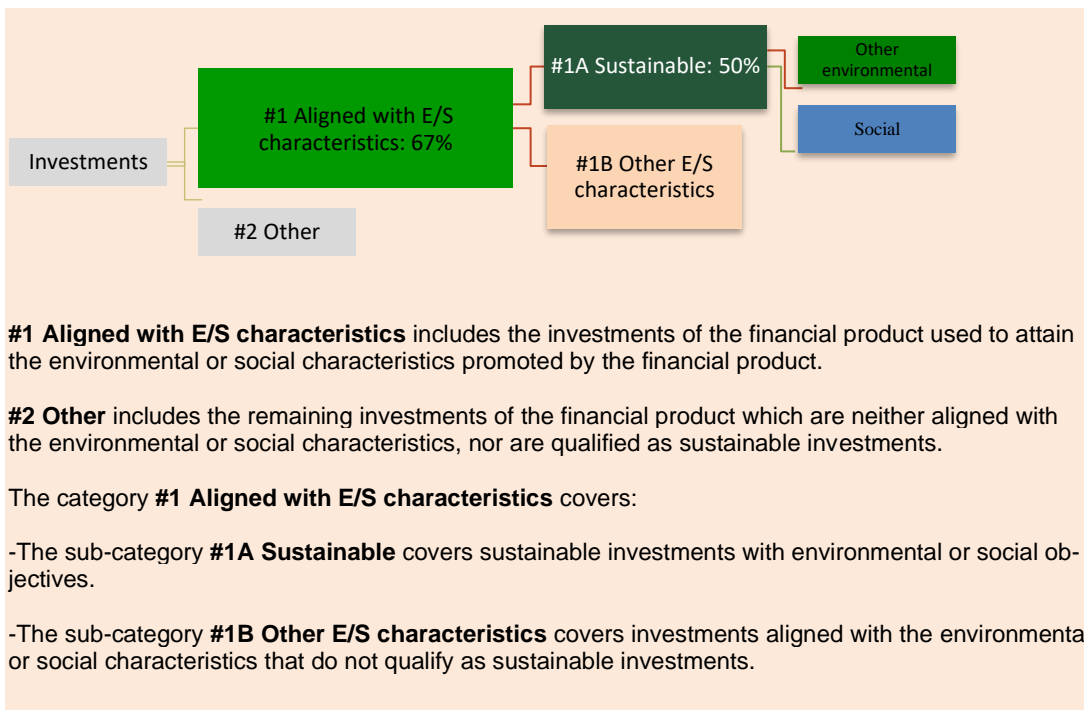 Investments
#1 Aligned with E/S
characteristics: 67%
#2 Other
#1A Sustainable: 50%
#1B Other E/S
characteristics
Other
environmental
Social
#1 Aligned with E/S characteristics includes the investments of the financial product used to attain
the environmental or social characteristics promoted by the financial product.
#2 Other includes the remaining investments of the financial product which are neither aligned with
the environmental or social characteristics, nor are qualified as sustainable investments.
The category #1 Aligned with E/S characteristics covers:
-The sub-category #1A Sustainable covers sustainable investments with environmental or social ob-
jectives.
-The sub-category #1B Other E/S characteristics covers investments aligned with the environmenta
or social characteristics that do not qualify as sustainable investments.